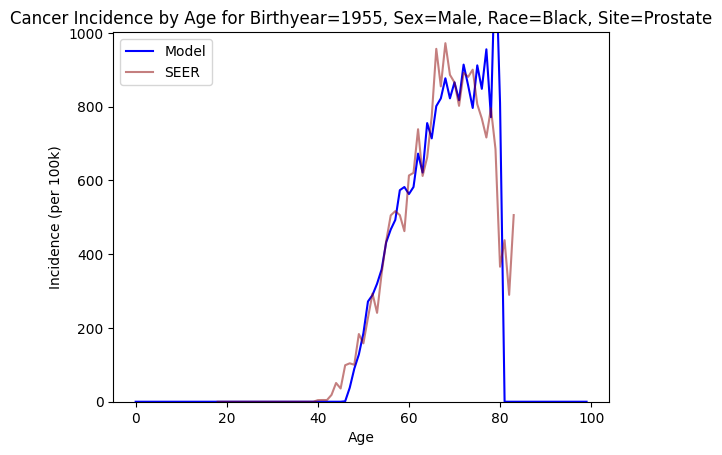 Cancer Incidence by Age for Birthyear=1955, Sex=Male, Race=Black, Site=Prostate
Model
SEER
Incidence (per 100k)
1000
800
600
400
200
0
0 20 40 60 80 100
Age